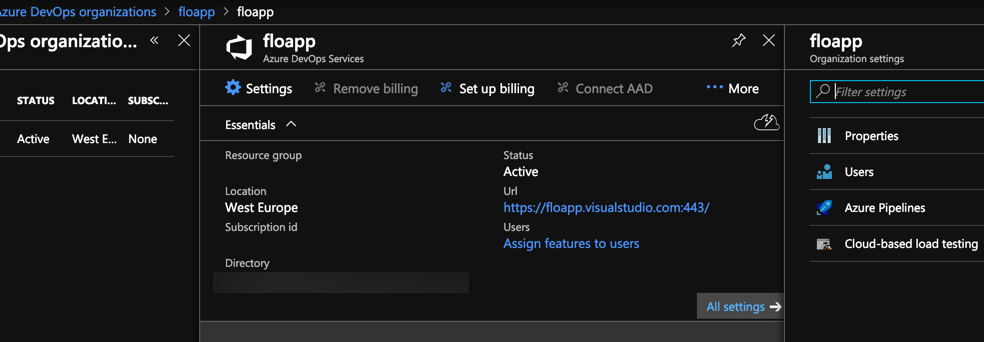 Azure DevOps organizations > floapp > floapp
Ops organizatio... «
STATUS LOCATI... SUBSC...
Active West E... None
floapp
Azure DevOps Services
Settings Remove billing Set up billing Connect AAD ··· More
Essentials
Resource group
Status
Active
Location
West Europe
Url
https://floapp.visualstudio.com:443/
Subscription id
Users
Assign features to users
Directory
All settings →
floapp
Organization settings
Filter settings
Properties
Users
Azure Pipelines
Cloud-based load testing